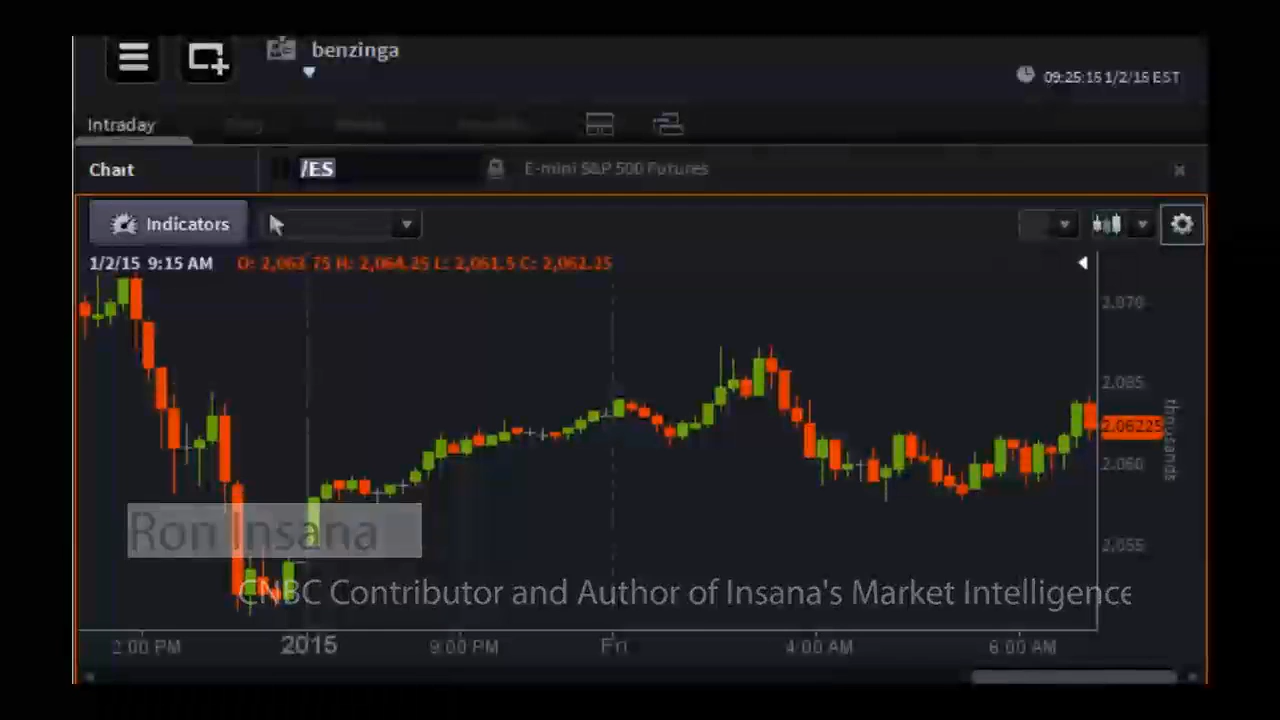 benzinga
09:25:15 1/2/15 EST
Intraday
Chart
/ES
E-mini S&P 500 Futures
Indicators
1/2/15 9:15 AM O: 2,063.75 H: 2,064.25 L: 2,061.5 C: 2,062.25
2.070
2.065
2.06225
thousands
2.060
Ron Insana
2.055
CNBC Contributor and Author of Insana's Market Intelligence
2:00 PM 2015 9:00 PM Fri 4:00 AM 6:00 AM